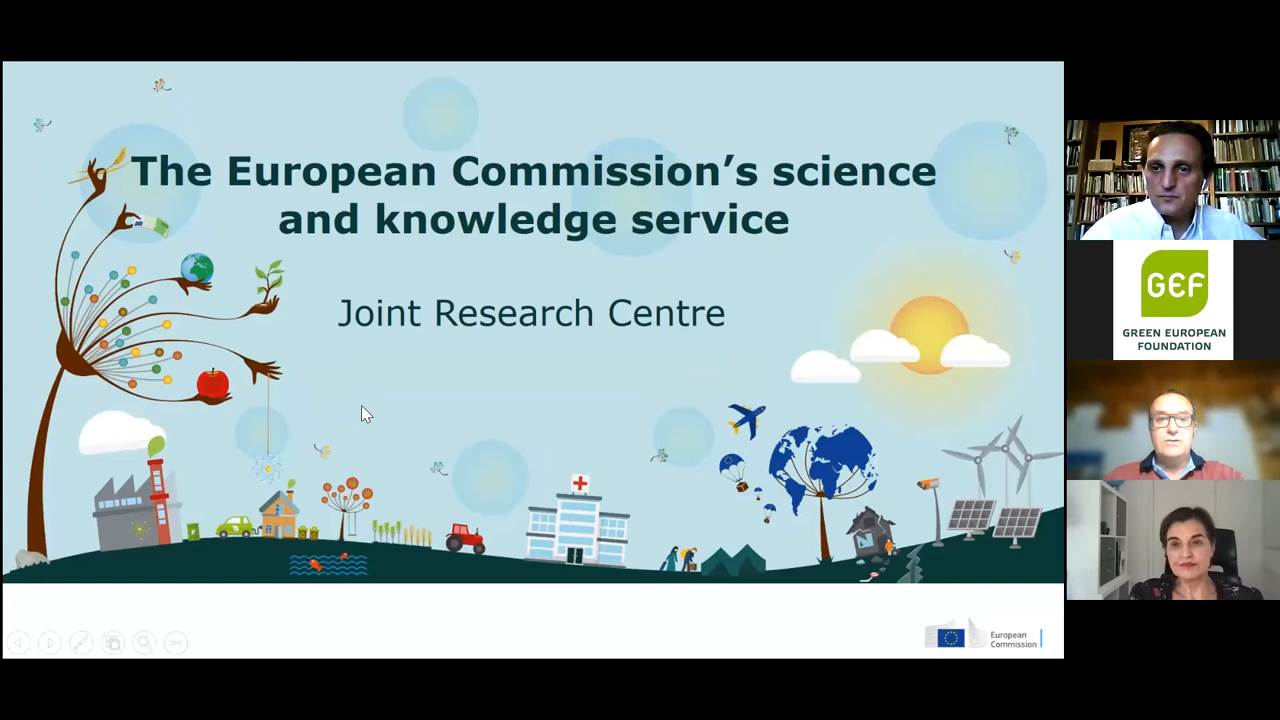 The European Commission’s science
and knowledge service
Joint Research Centre
European
Commission
GEF
GREEN EUROPEAN
FOUNDATION